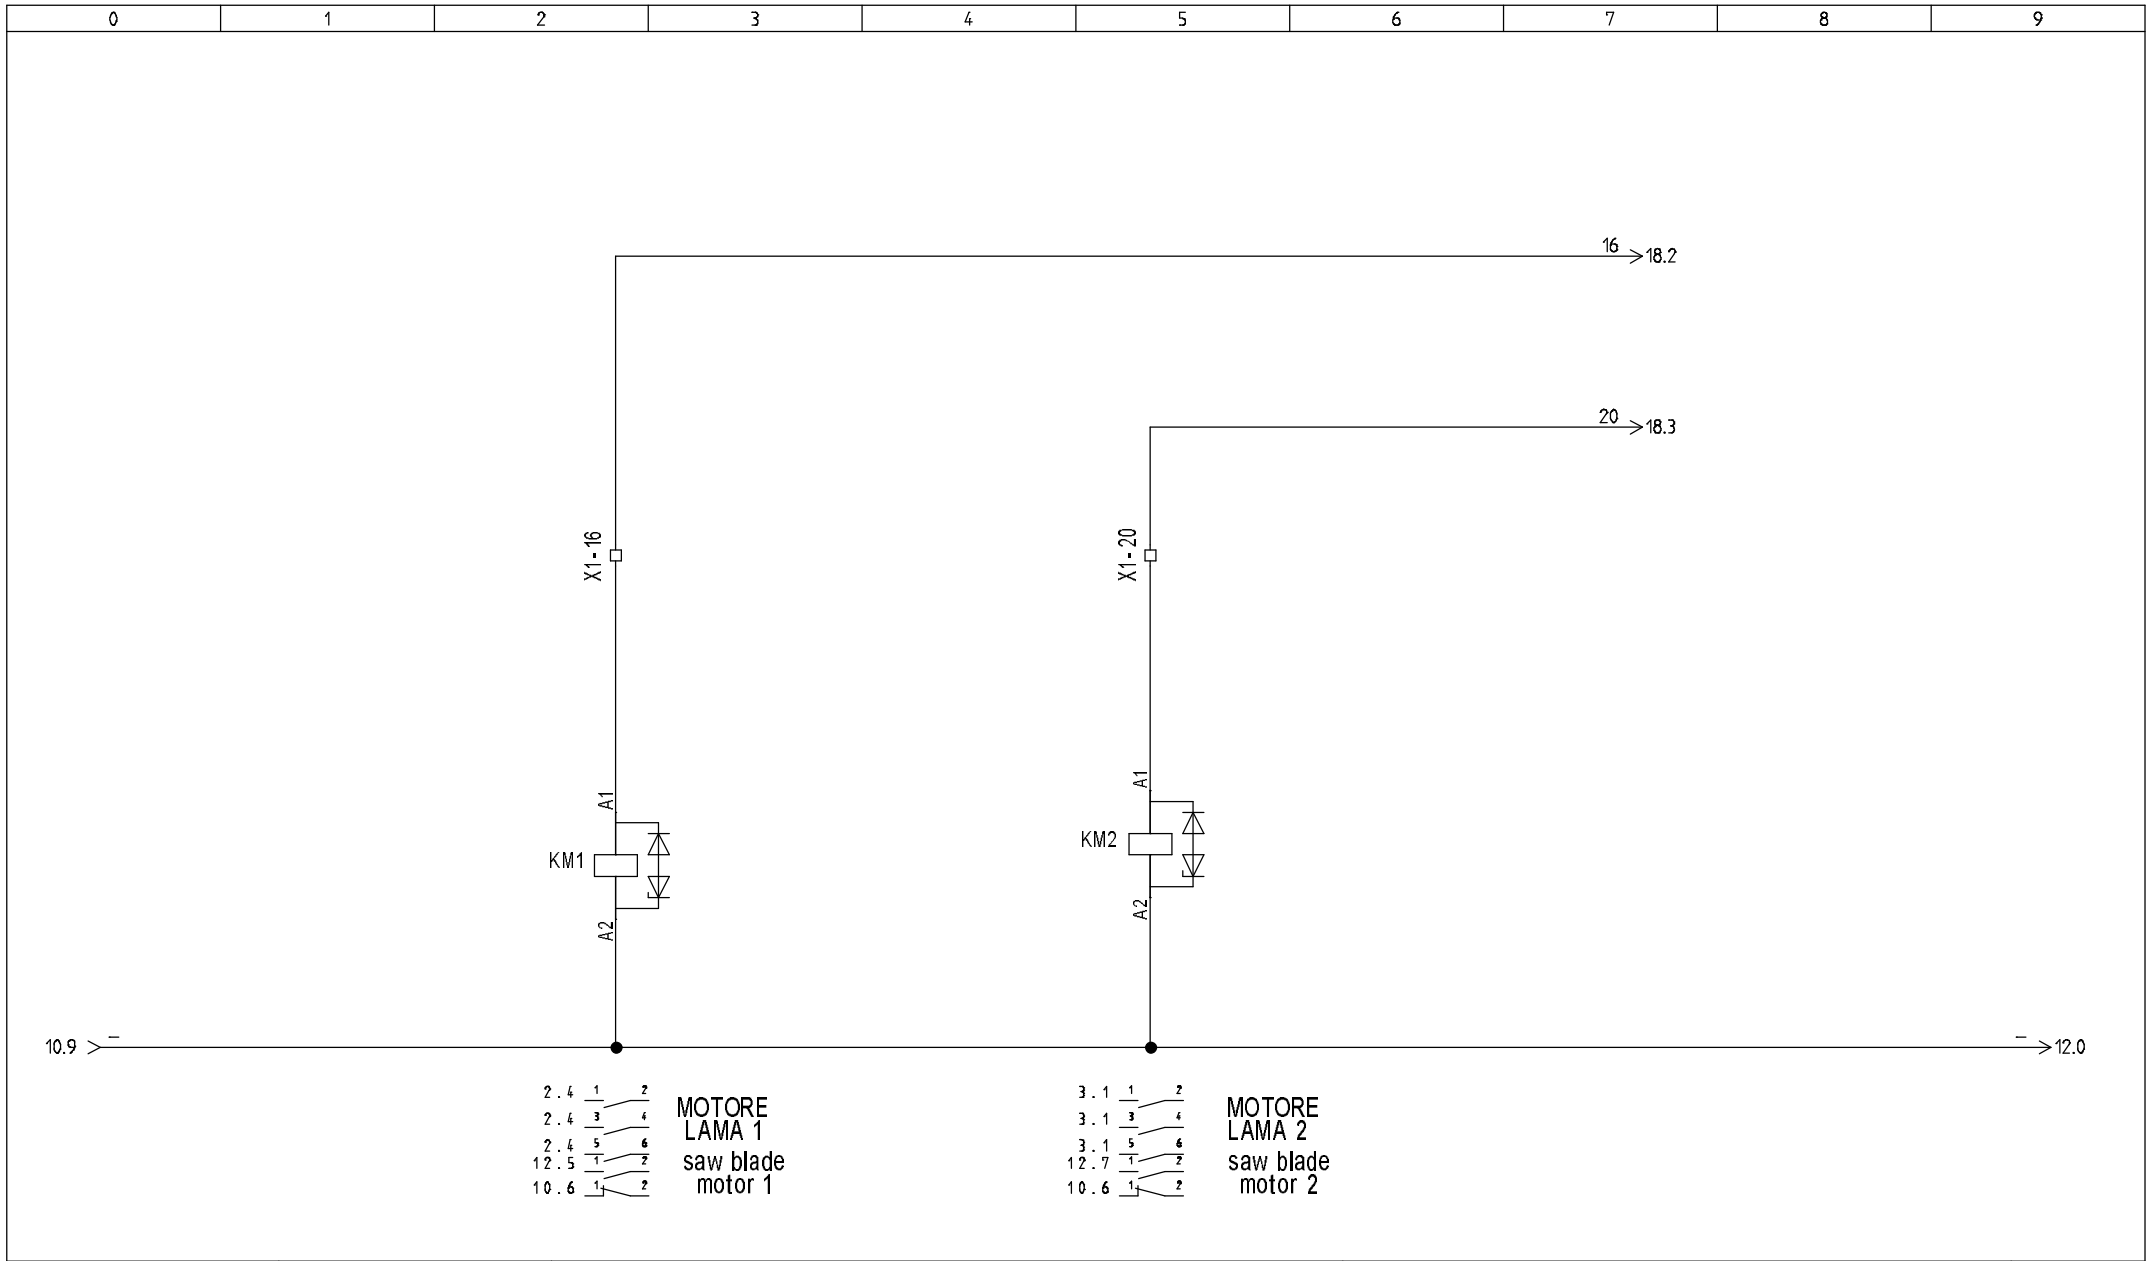 0 1 2 3 4 5 6 7 8 9
16 18.2
20 18.3
X1-16
X1-20
A1
A1
KM1
KM2
A2
A2
10.9 – – 12.0
2.4 1 2
2.4 3 4
2.4 5 6
12.5 1 2
10.6 1 2
MOTORE
LAMA 1
saw blade
motor 1
3.1 1 2
3.1 3 4
3.1 5 6
12.7 1 2
10.6 1 2
MOTORE
LAMA 2
saw blade
motor 2